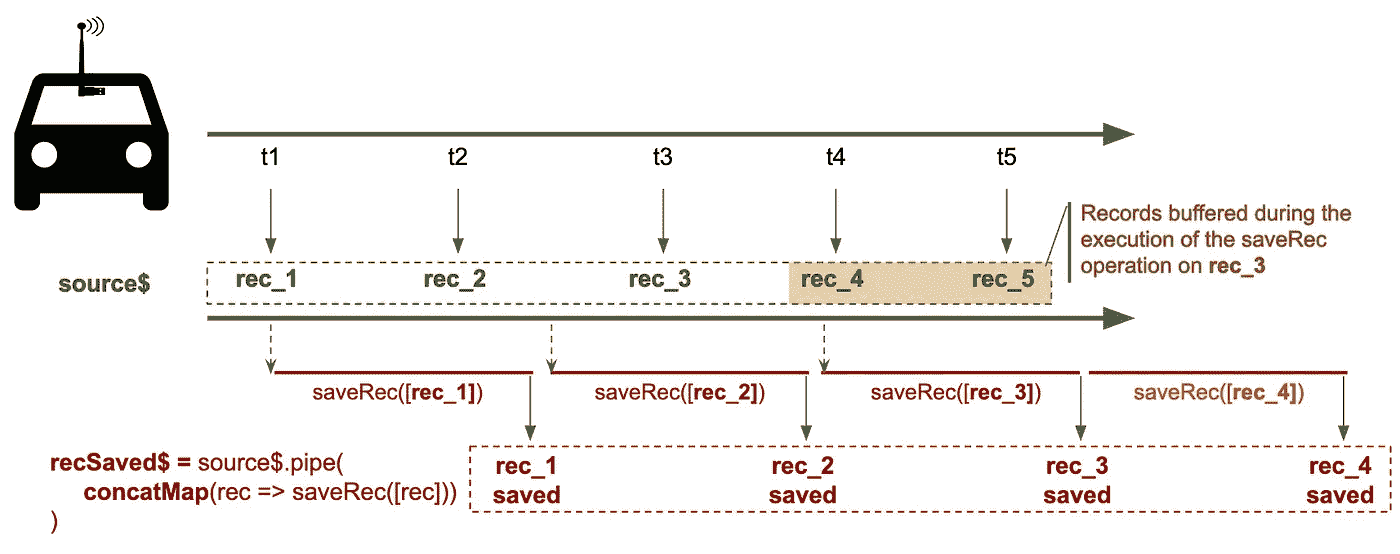 t1 t2 t3 t4 t5
Records buffered during the
execution of the saveRec
operation on rec_3
source$ rec_1 rec_2 rec_3 rec_4 rec_5
saveRec([rec_1]) saveRec([rec_2]) saveRec([rec_3]) saveRec([rec_4])
recSaved$ = source$.pipe(
concatMap(rec => saveRec([rec]))
)
rec_1 rec_2 rec_3 rec_4
saved saved saved saved